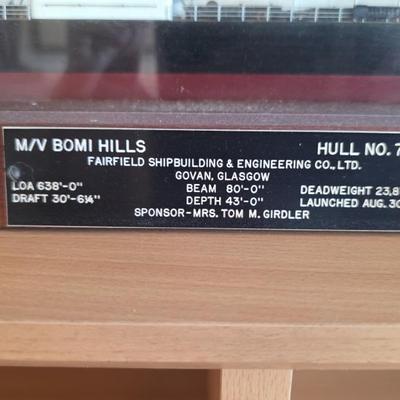 M/V BOMI HILLS HULL NO. 7
FAIRFIELD SHIPBUILDING & ENGINEERING CO., LTD.
GOVAN, GLASGOW
LOA 638'-0" BEAM 80'-0" DEADWEIGHT 23,8
DRAFT 30'-6¼" DEPTH 43'-0" LAUNCHED AUG. 30
SPONSOR-MRS. TOM M. GIRDLER